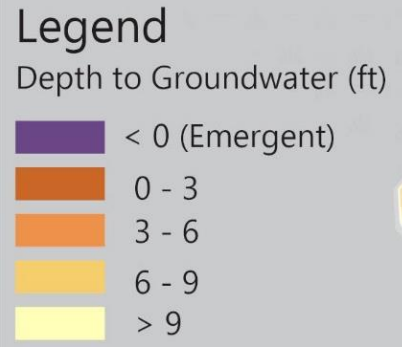 Legend
Depth to Groundwater (ft)
< 0 (Emergent)
0 - 3
3 - 6
6 - 9
> 9